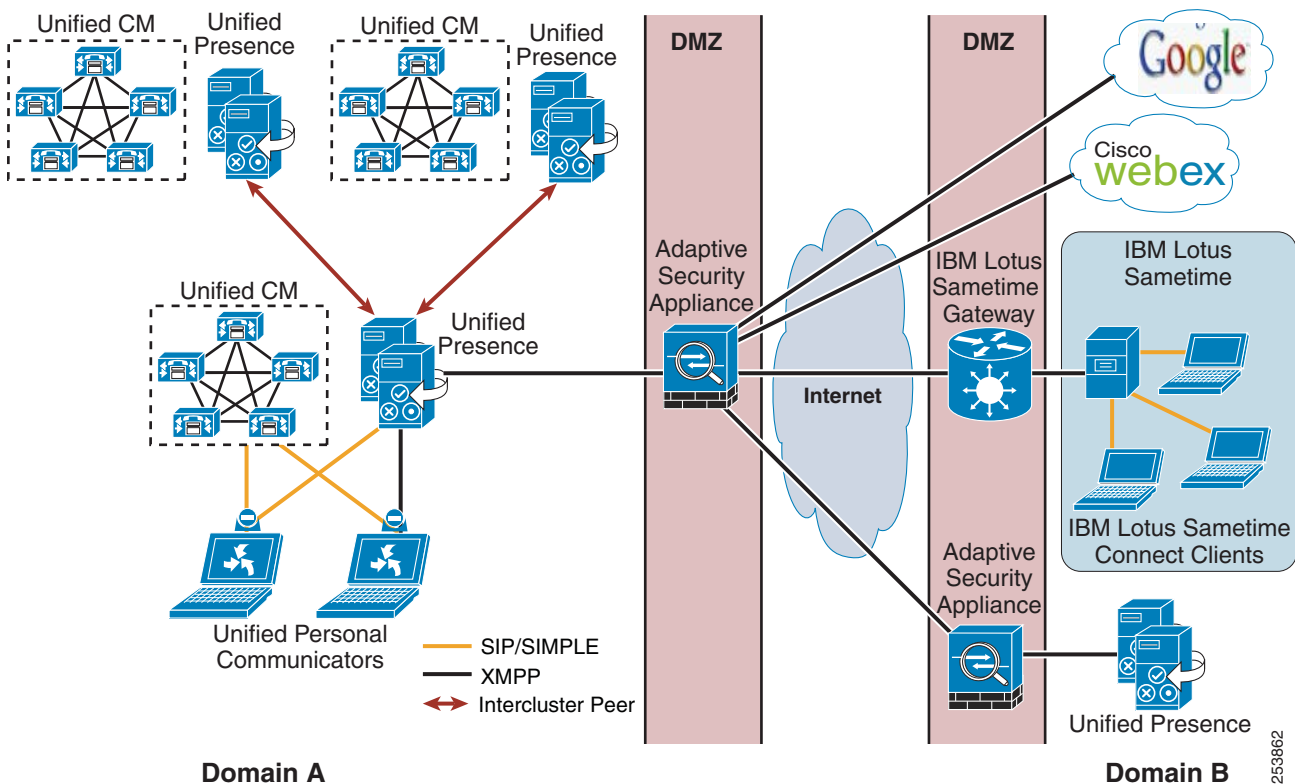 Unified CM
Unified
Presence
Unified CM
Unified
Presence
DMZ
DMZ
Google
Cisco
webex
Adaptive
Security
Appliance
IBM Lotus
Sametime
Gateway
IBM Lotus
Sametime
Unified CM
Unified
Presence
Internet
IBM Lotus Sametime
Connect Clients
Adaptive
Security
Appliance
Unified Personal
Communicators
SIP/SIMPLE
XMPP
Intercluster Peer
Unified Presence
Domain A
Domain B
253862